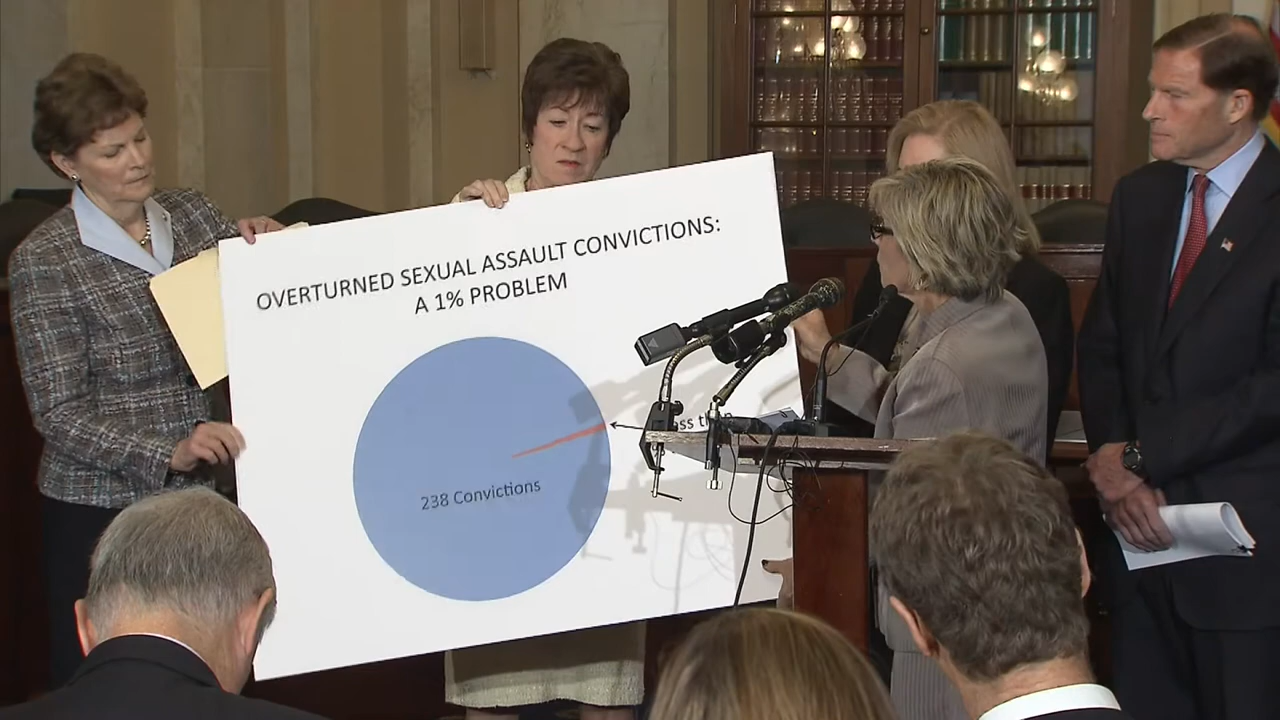 OVERTURNED SEXUAL ASSAULT CONVICTIONS:
A 1% PROBLEM
238 Convictions